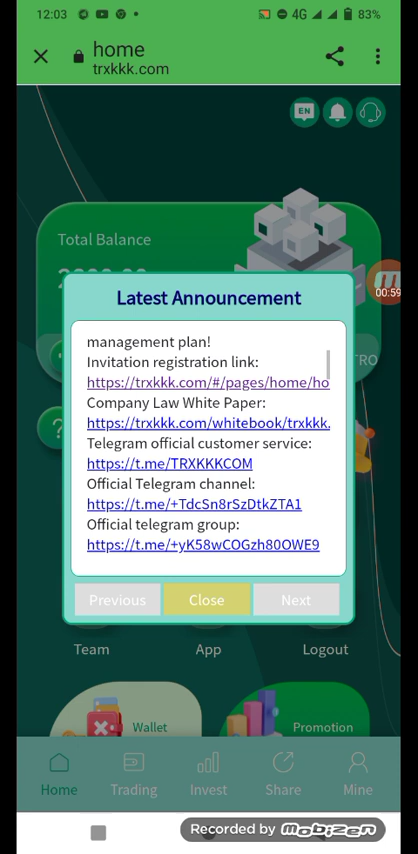 12:03
4G
83%
home
trxkkk.com
EN
Total Balance
Latest Announcement
00:59
management plan!
Invitation registration link:
TRO
https://trxkkk.com/#/pages/home/ho
Company Law White Paper:
https://trxkkk.com/whitebook/trxkkk.
Telegram official customer service:
https://t.me/TRXKKKCOM
Official Telegram channel:
https://t.me/+TdcSn8rSzDtkZTA1
Official telegram group:
https://t.me/+yK58wCOGzh80OWE9
Previous
Close
Next
Team
App
Logout
Wallet
Promotion
Home
Trading
Invest
Share
Mine
Recorded by mobizen